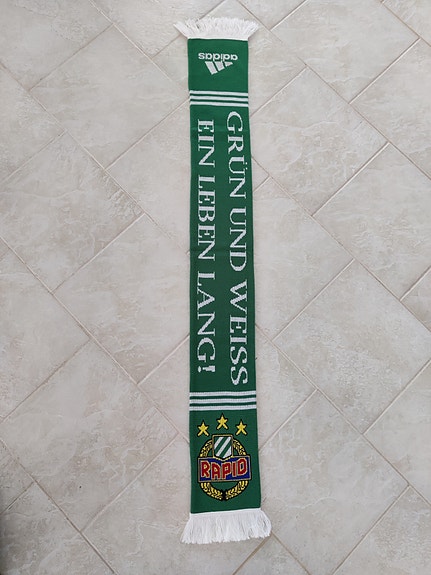 adidas
GRÜN UND WEISS
EIN LEBEN LANG!
RAPID